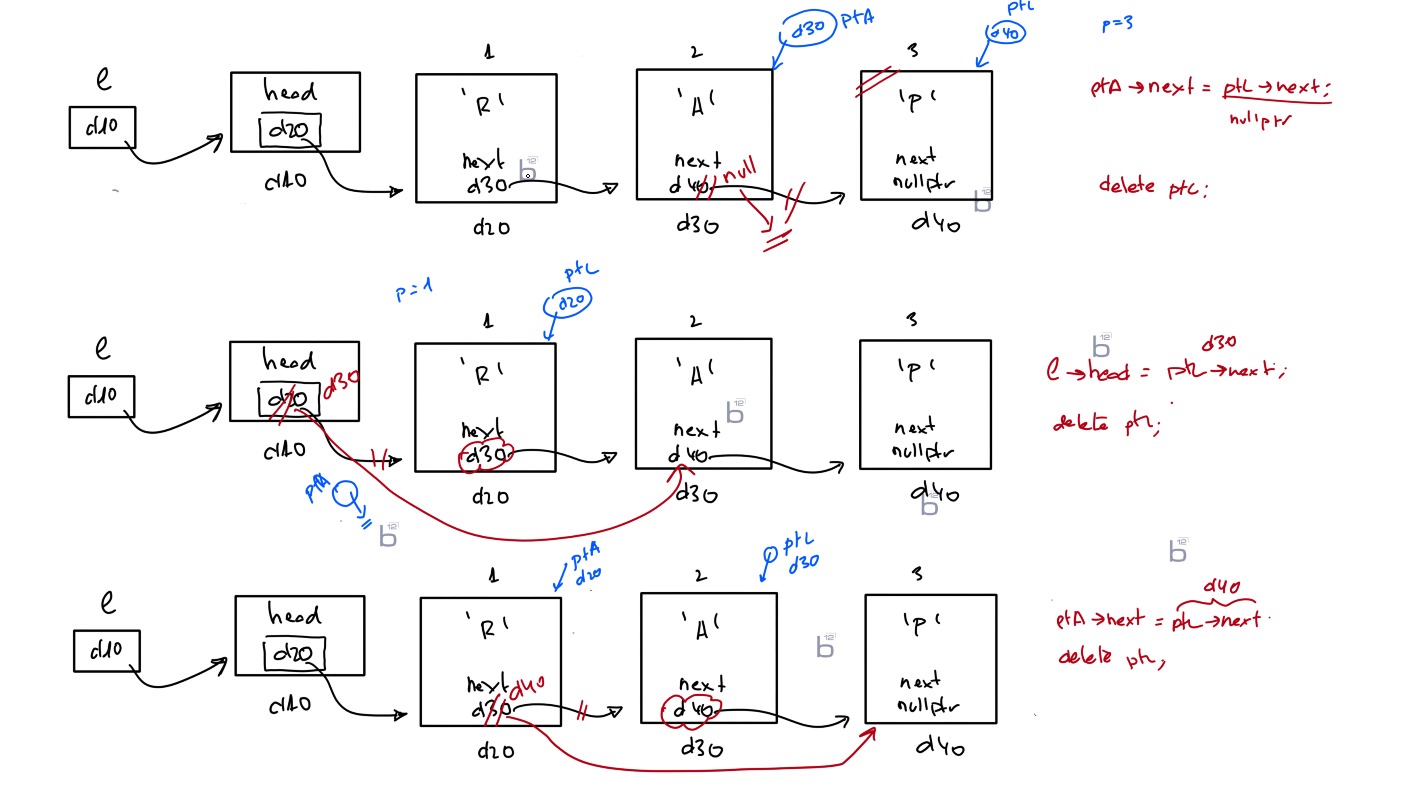 d30 ptA
ptL
d40
p=3
1
2
3
l
d10
head
d20
d10
'R'
next
d30
d20
'A'
next
d40
null
d30
'P'
next
nullptr
d40
ptA→next = ptL→next;
nullptr
delete ptL;
p=1
ptL
d20
1
2
3
l
d10
head
d20
d30
d10
ptA
'R'
next
d30
d20
'A'
next
d40
d30
'P'
next
nullptr
d40
d30
l→head = ptL→next;
delete ptL;
ptA
d20
ptL
d30
1
2
3
l
d10
head
d20
d10
'R'
next
d30
d40
d20
'A'
next
d40
d30
'P'
next
nullptr
d40
d40
ptA→next = ptL→next
delete ptL;